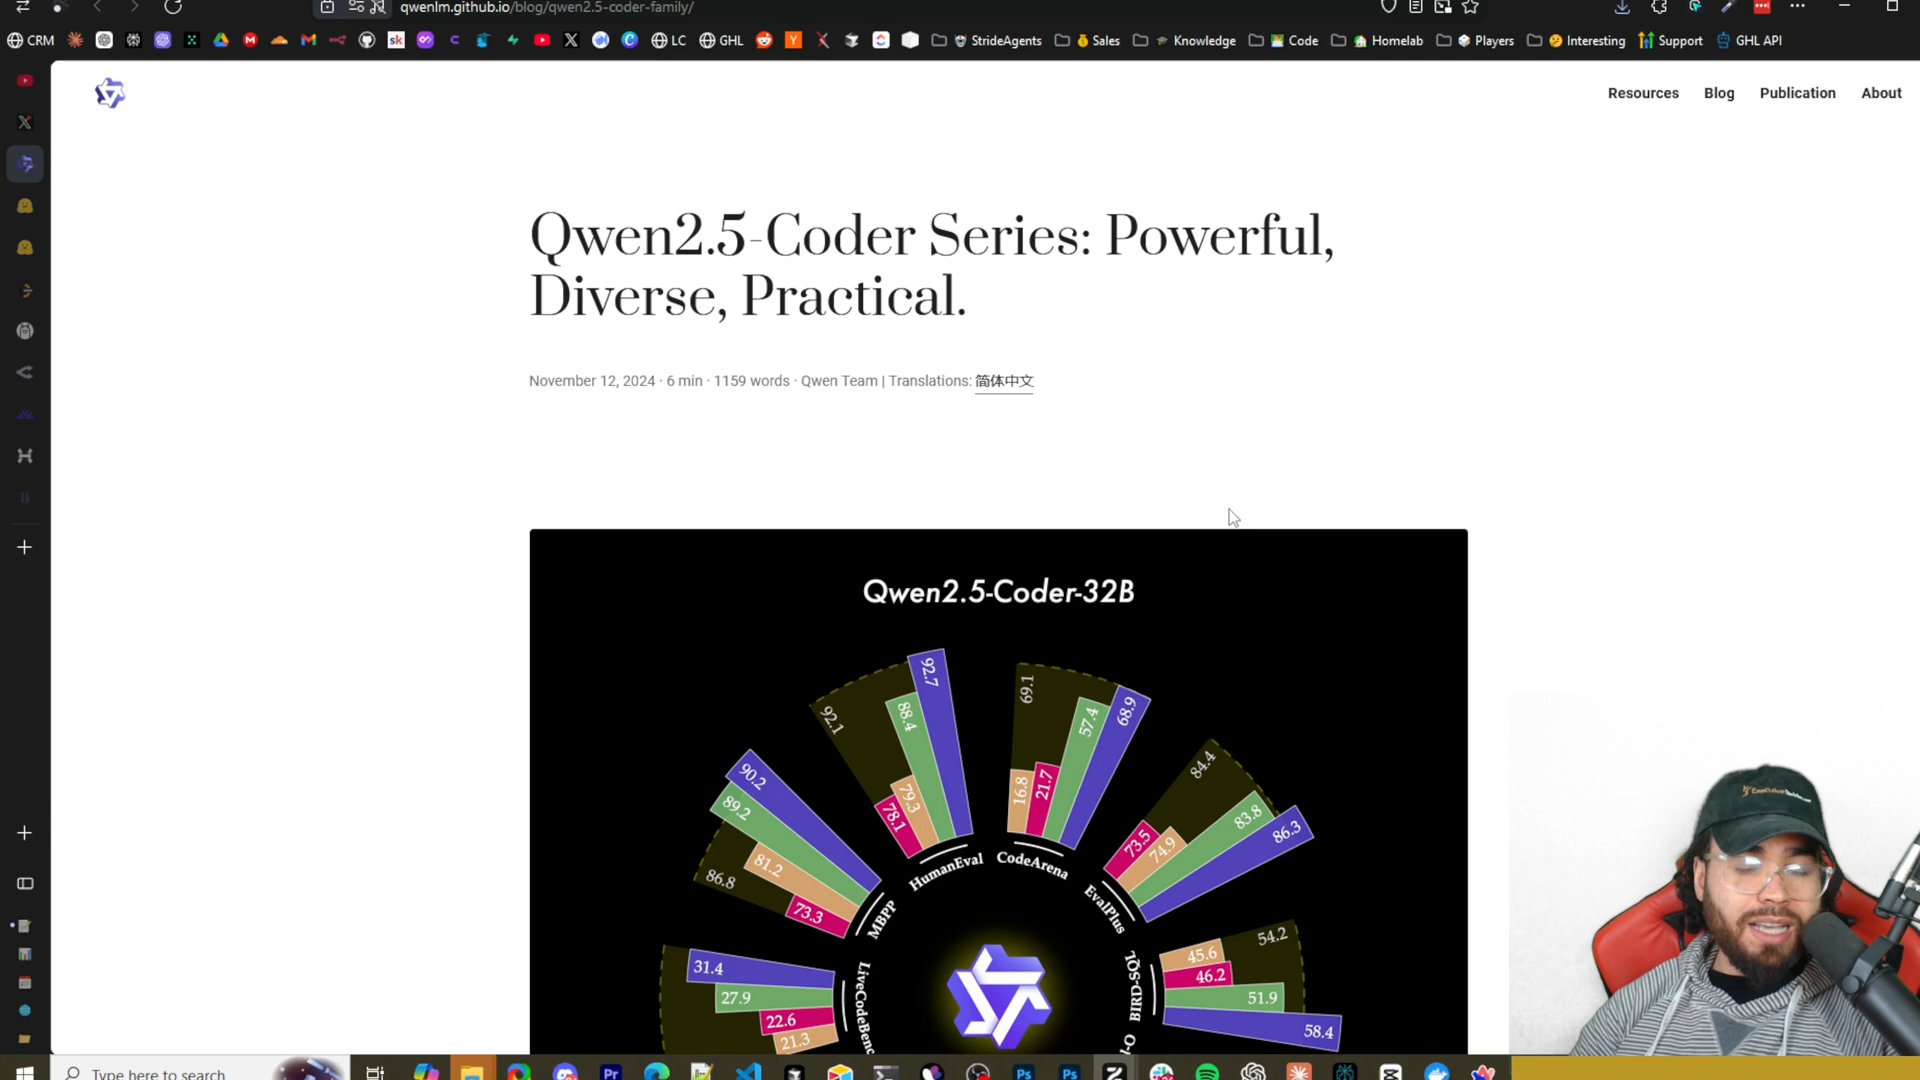 qwenlm.github.io/blog/qwen2.5-coder-family/
CRM
sk
LC
GHL
StrideAgents
Sales
Knowledge
Code
Homelab
Players
Interesting
Support
GHL API
Resources
Blog
Publication
About
Qwen2.5-Coder Series: Powerful,
Diverse, Practical.
November 12, 2024 · 6 min · 1159 words · Qwen Team | Translations: 简体中文
Qwen2.5-Coder-32B
92.1
78.1
79.3
88.4
92.7
HumanEval
69.1
16.8
21.7
57.4
68.9
CodeArena
84.4
73.5
74.9
83.8
86.3
EvalPlus
90.2
89.2
81.2
86.8
73.3
MBPP
54.2
45.6
46.2
51.9
58.4
BIRD-SQL
31.4
27.9
22.6
21.3
LiveCodeBenc
Type here to search
Pr
Ps
Ps